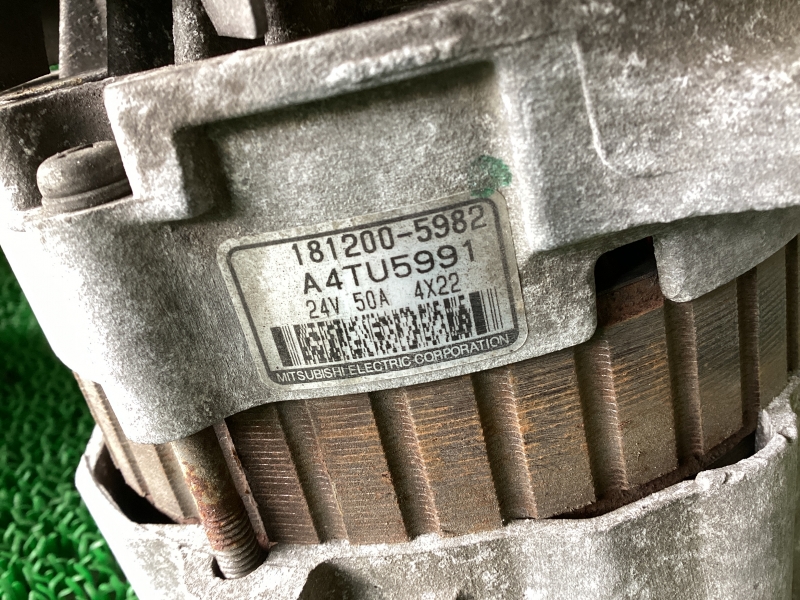 181200-5982
A4TU5991
24V 50A 4X22
MITSUBISHI ELECTRIC CORPORATION